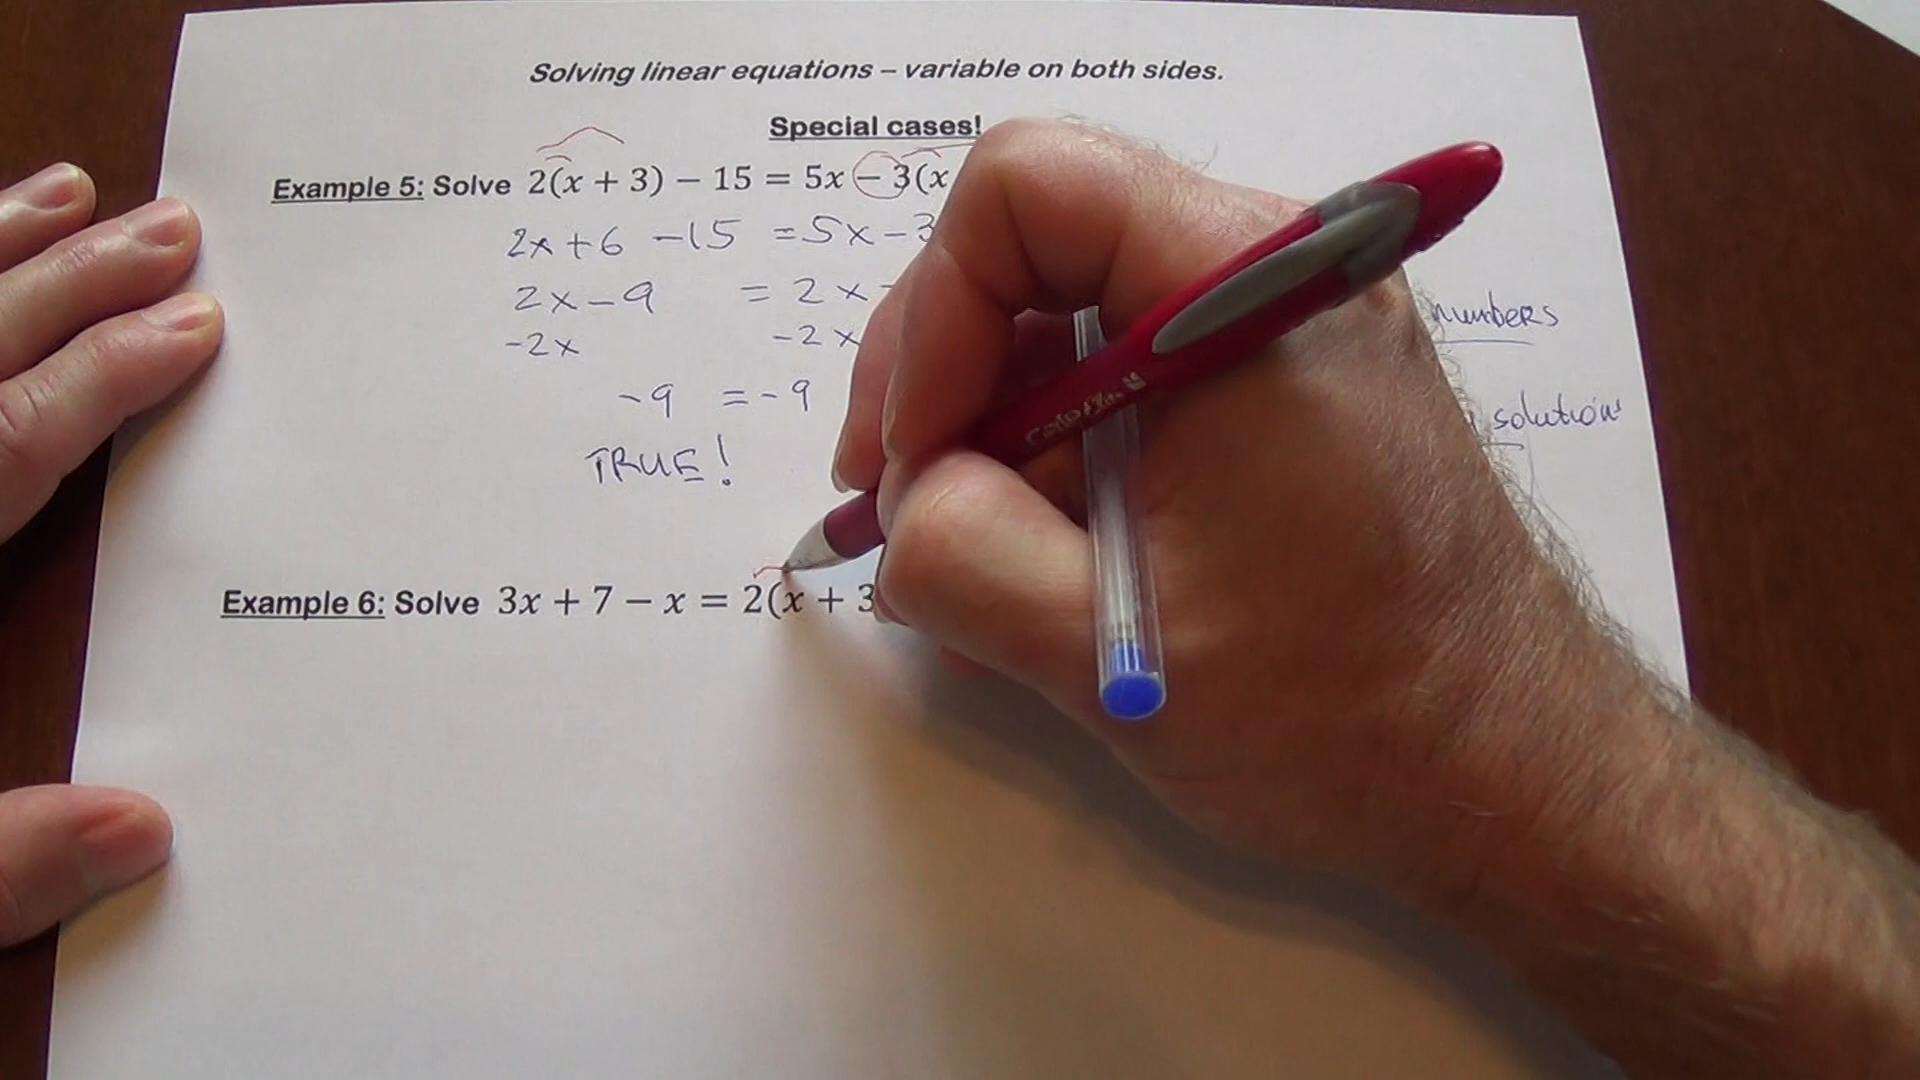 Solving linear equations – variable on both sides.
Special cases!
Example 5: Solve 2(x + 3) – 15 = 5x – 3(x
2x + 6 – 15 = 5x – 3
2x – 9 = 2x -
-2x -2x
numbers
-9 = -9
solutions
TRUE!
Example 6: Solve 3x + 7 – x = 2(x + 3